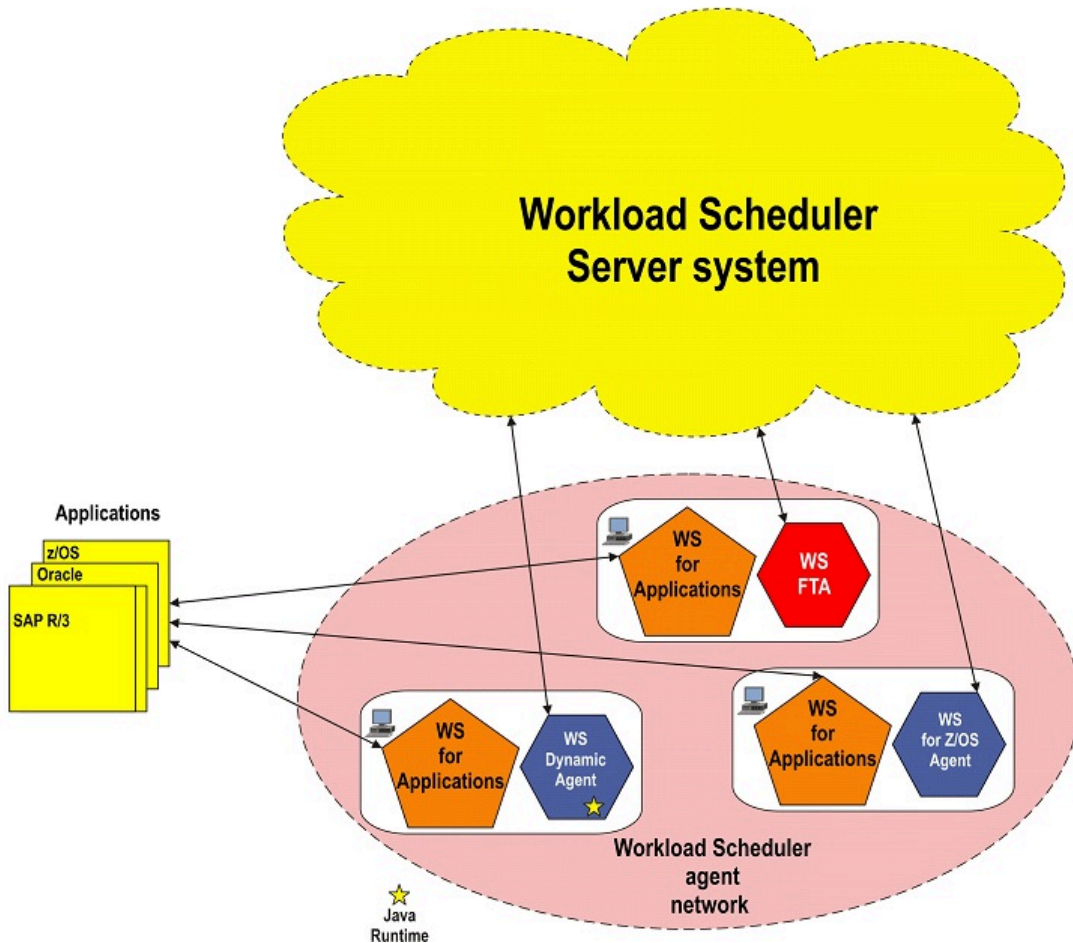 Workload Scheduler
Server system
Applications
z/OS
Oracle
SAP R/3
WS
for
Applications
WS
FTA
WS
for
Applications
WS
Dynamic
Agent
WS
for
Applications
WS
for Z/OS
Agent
Workload Scheduler
agent
network
Java
Runtime